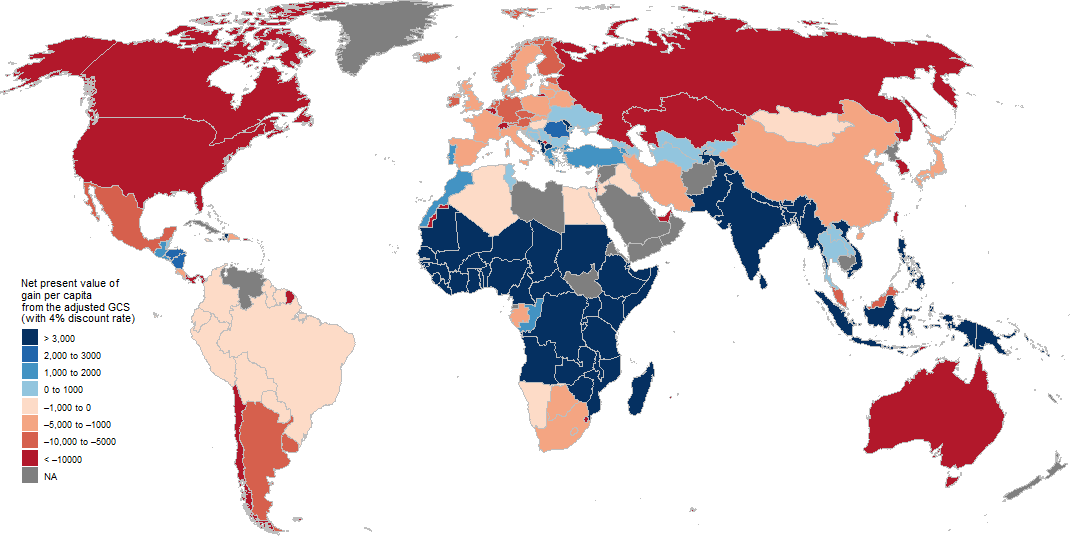 Net present value of
gain per capita
from the adjusted GCS
(with 4% discount rate)
> 3,000
2,000 to 3000
1,000 to 2000
0 to 1000
–1,000 to 0
–5,000 to –1000
–10,000 to –5000
< –10000
NA